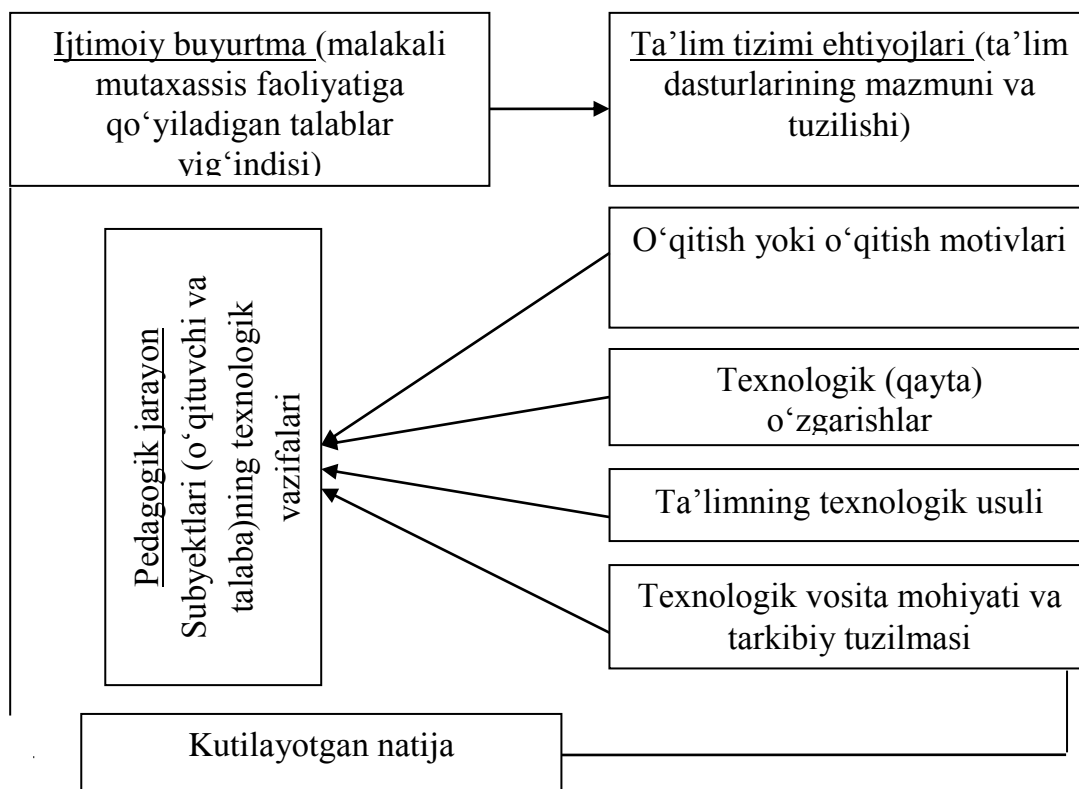 Ijtimoiy buyurtma (malakali
mutaxassis faoliyatiga
qo‘yiladigan talablar
yig‘indisi)
Ta’lim tizimi ehtiyojlari (ta’lim
dasturlarining mazmuni va
tuzilishi)
Pedagogik jarayon
Subyektlari (o‘qituvchi va
talaba)ning texnologik
vazifalari
O‘qitish yoki o‘qitish motivlari
Texnologik (qayta)
o‘zgarishlar
Ta’limning texnologik usuli
Texnologik vosita mohiyati va
tarkibiy tuzilmasi
Kutilayotgan natija